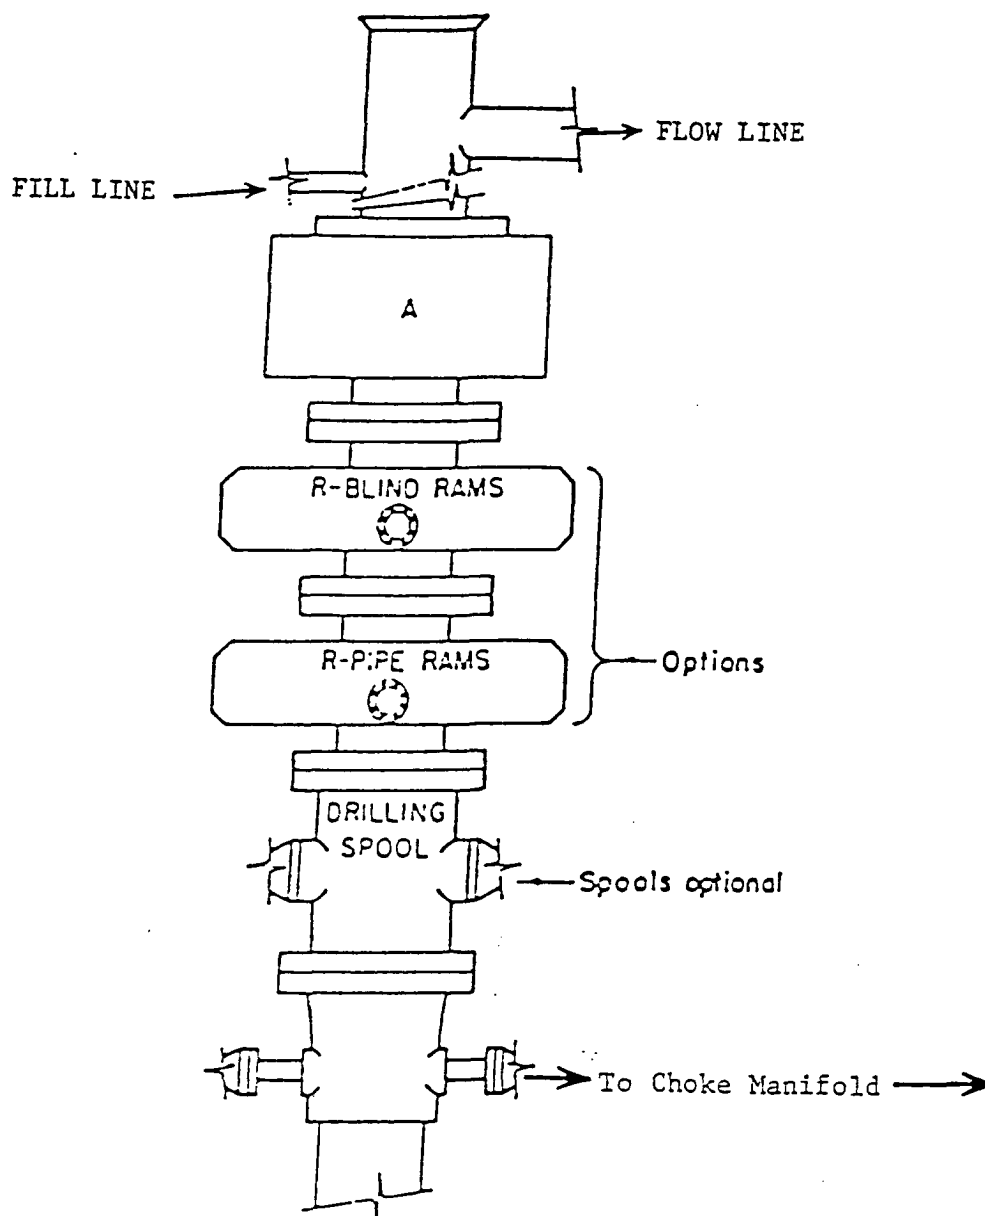 FLOW LINE
FILL LINE
A
R-BLIND RAMS
R-PIPE RAMS
Options
DRILLING
SPOOL
Spools optional
To Choke Manifold